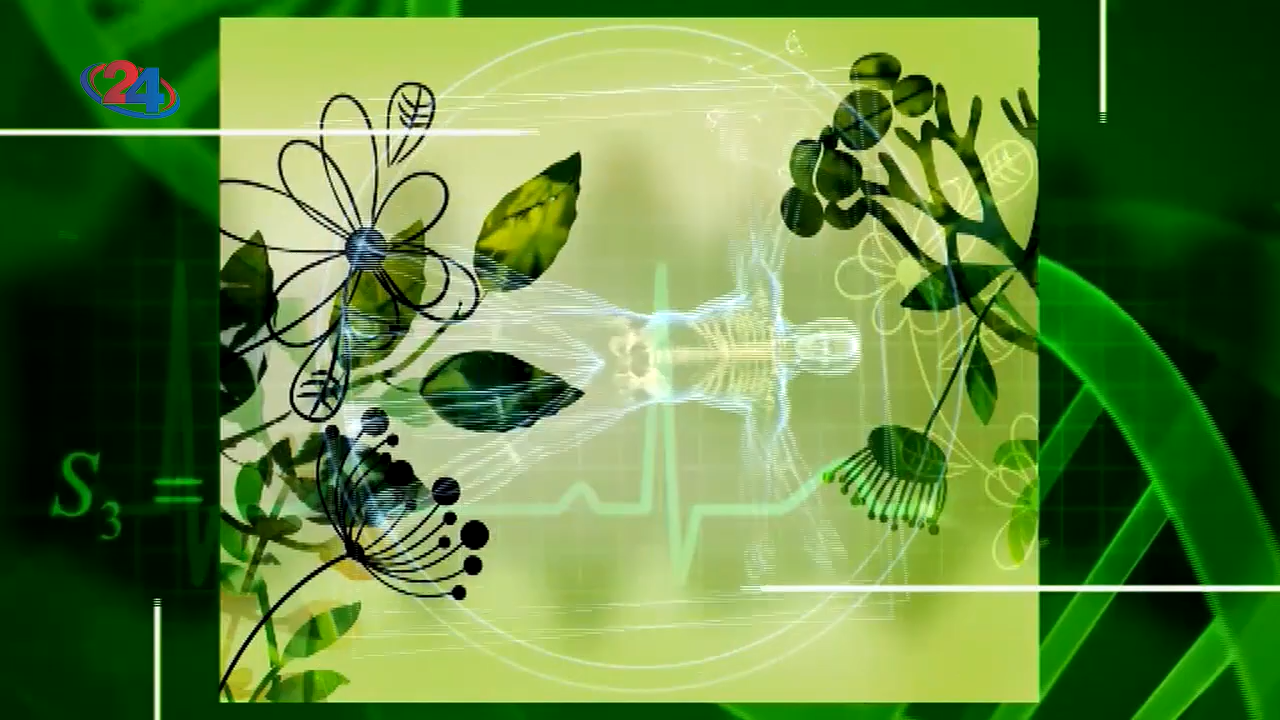 24
S₃ =